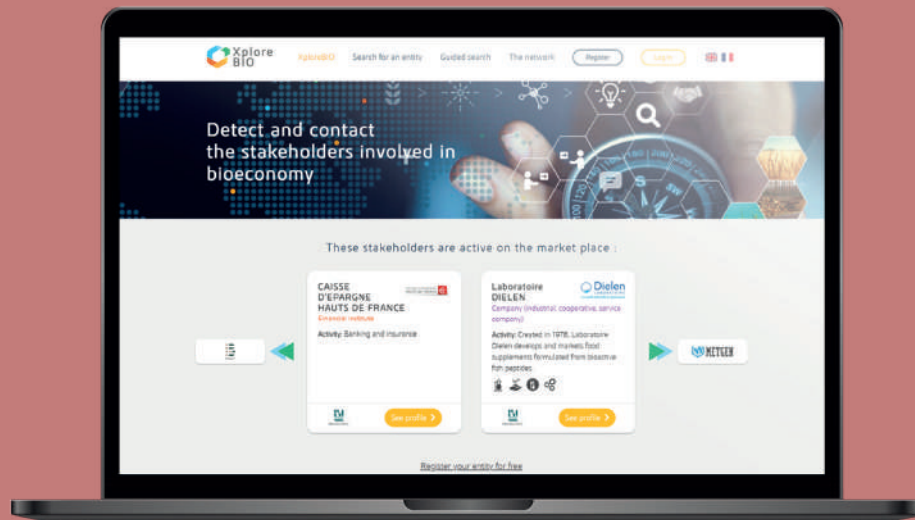 Xplore
BIO
XploreBIO
Search for an entity
Guided search
The network
Register
Login
Detect and contact
the stakeholders involved in
bioeconomy
These stakeholders are active on the market place :
CAISSE
D'EPARGNE
HAUTS DE FRANCE
Financial institute
Activity: Banking and insurance
See profile
Laboratoire
DIELEN
Dielen
Company (industrial, cooperative, service
company)
Activity: Created in 1976, Laboratoire
Dielen develops and markets food
supplements formulated from bioactive
fish peptides
See profile
METGEN
Register your entity for free